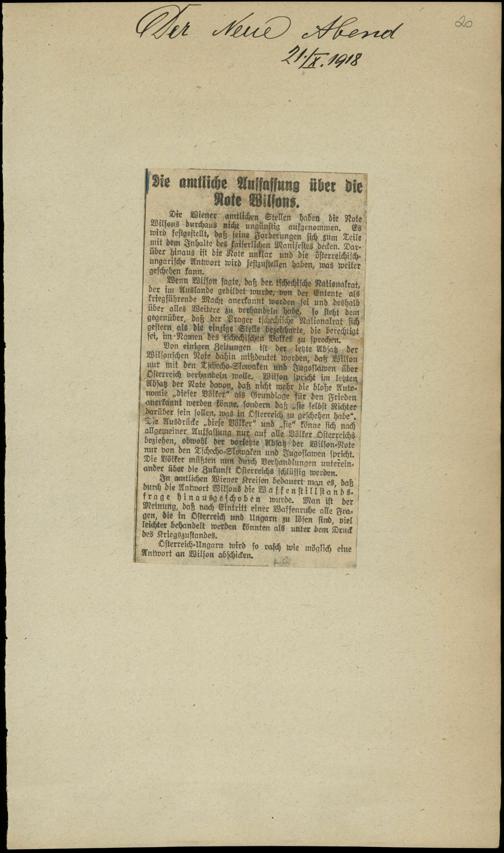 20
Der Neue Abend
21./X. 1918
Die amtliche Auffassung über die
Note Wilsons.
Die Wiener amtlichen Stellen haben die Note
Wilsons durchaus nicht ungünstig aufgenommen. Es
wird festgestellt, daß seine Forderungen sich zum Teile
mit dem Inhalte des kaiserlichen Manifestes decken. Dar-
über hinaus ist die Note unklar und die österreichisch-
ungarische Antwort wird festzustellen haben, was weiter
geschehen kann.
Wenn Wilson sagte, daß der tschechische Nationalrat,
der im Auslande gebildet wurde, von der Entente als
kriegführende Macht anerkannt worden sei und deshalb
über alles Weitere zu verhandeln habe, so steht dem
gegenüber, daß der Prager tschechische Nationalrat sich
gestern als die einzige Stelle bezeichnete, die berechtigt
sei, im Namen des tschechischen Volkes zu sprechen.
Von einigen Zeitungen ist der letzte Absatz der
Wilsonschen Note dahin mißdeutet worden, daß Wilson
nur mit den Tschecho-Slowaken und Jugoslawen über
Österreich verhandeln wolle. Wilson spricht im letzten
Absatz der Note davon, daß nicht mehr die bloße Auto-
nomie „dieser Völker“ als Grundlage für den Frieden
anerkannt werden könne, sondern daß „sie selbst Richter
darüber sein sollen, was in Österreich zu geschehen habe“.
Die Ausdrücke „diese Völker“ und „sie“ könne sich nach
allgemeiner Auffassung nur auf alle Völker Österreichs
beziehen, obwohl der vorletzte Absatz der Wilson-Note
nur von den Tschecho-Slowaken und Jugoslawen spricht.
Die Völker müßten nun durch Verhandlungen unterein-
ander über die Zukunft Österreichs schlüssig werden.
In amtlichen Wiener Kreisen bedauert man es, daß
durch die Antwort Wilsons die Waffenstillstands-
frage hinausgeschoben wurde. Man ist der
Meinung, daß nach Eintritt einer Waffenruhe alle Fra-
gen, die in Österreich und Ungarn zu lösen sind, viel
leichter behandelt werden könnten als unter dem Druck
des Kriegszustandes.
Österreich-Ungarn wird so rasch wie möglich eine
Antwort an Wilson abschicken.